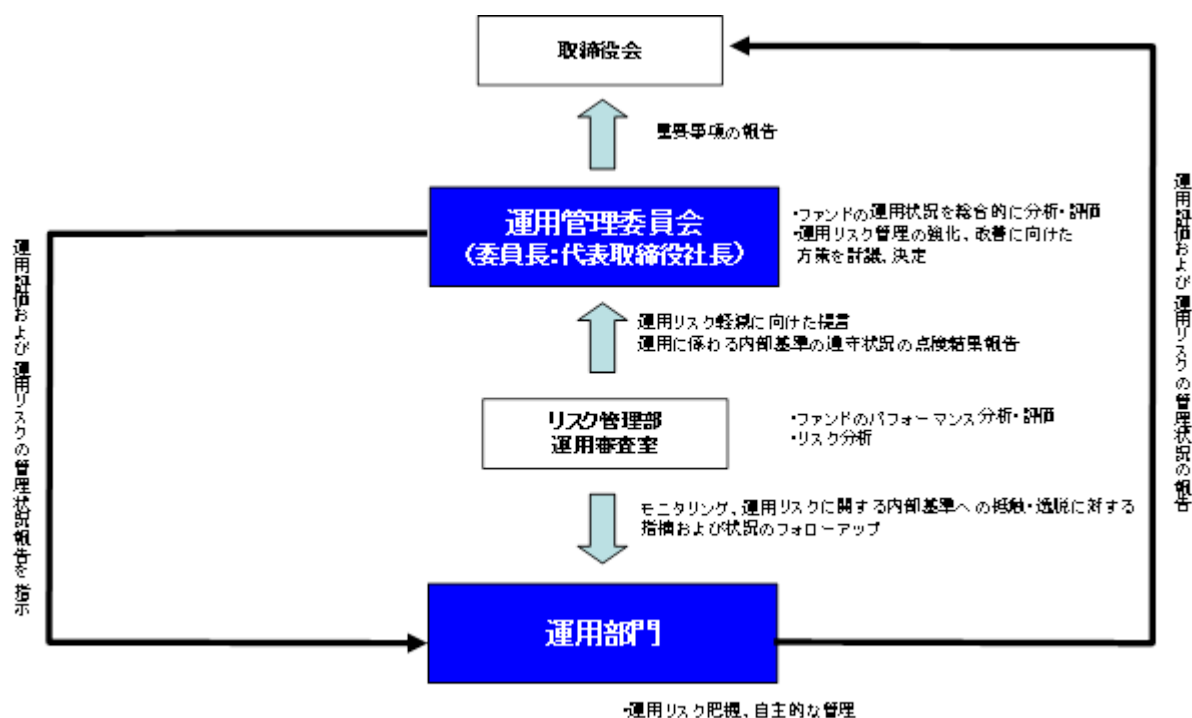 取締役会
重要事項の報告
運用管理委員会
(委員長:代表取締役社長)
・ファンドの運用状況を総合的に分析・評価
・運用リスク管理の強化、改善に向けた
方策を討議、決定
運用リスク軽減に向けた提言
運用に係わる内部基準の遵守状況の点検結果報告
リスク管理部
運用審査室
・ファンドのパフォーマンス分析・評価
・リスク分析
モニタリング、運用リスクに関する内部基準への抵触・逸脱に対する
指摘および状況のフォローアップ
運用部門
・運用リスク把握、自主的な管理
運用評価および運用リスクの管理状況報告を指示
運用評価および運用リスクの管理状況の報告